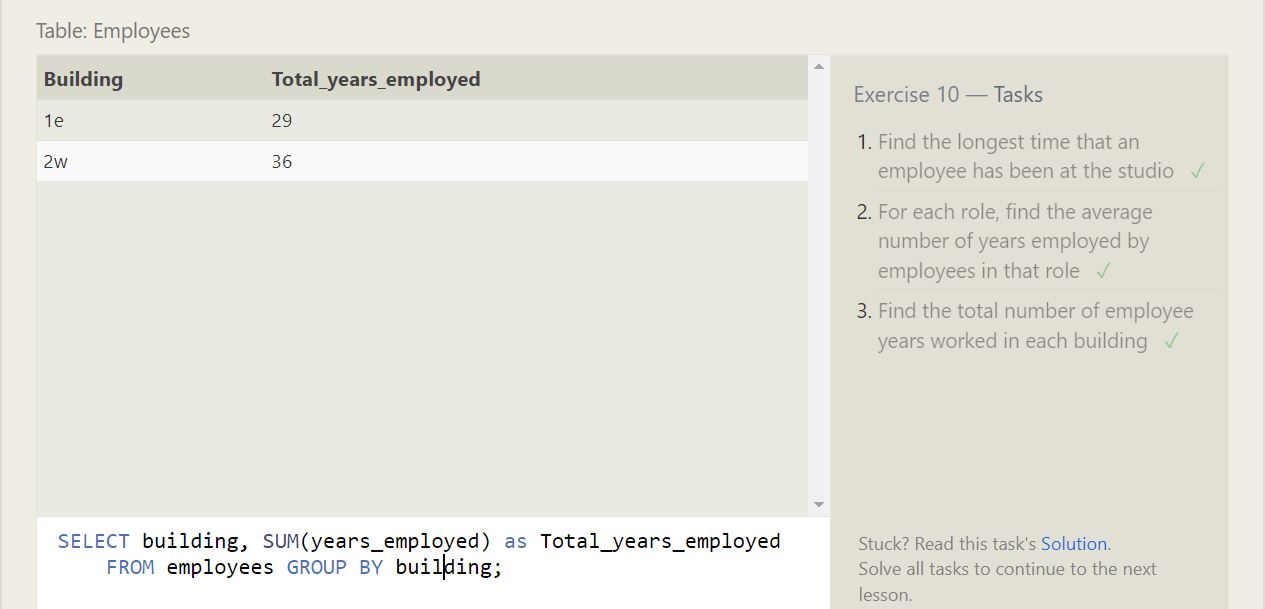 Table: Employees
Building Total_years_employed
1e 29
2w 36
SELECT building, SUM(years_employed) as Total_years_employed
FROM employees GROUP BY building;
Exercise 10 — Tasks
1. Find the longest time that an
employee has been at the studio ✓
2. For each role, find the average
number of years employed by
employees in that role ✓
3. Find the total number of employee
years worked in each building ✓
Stuck? Read this task's Solution.
Solve all tasks to continue to the next
lesson.